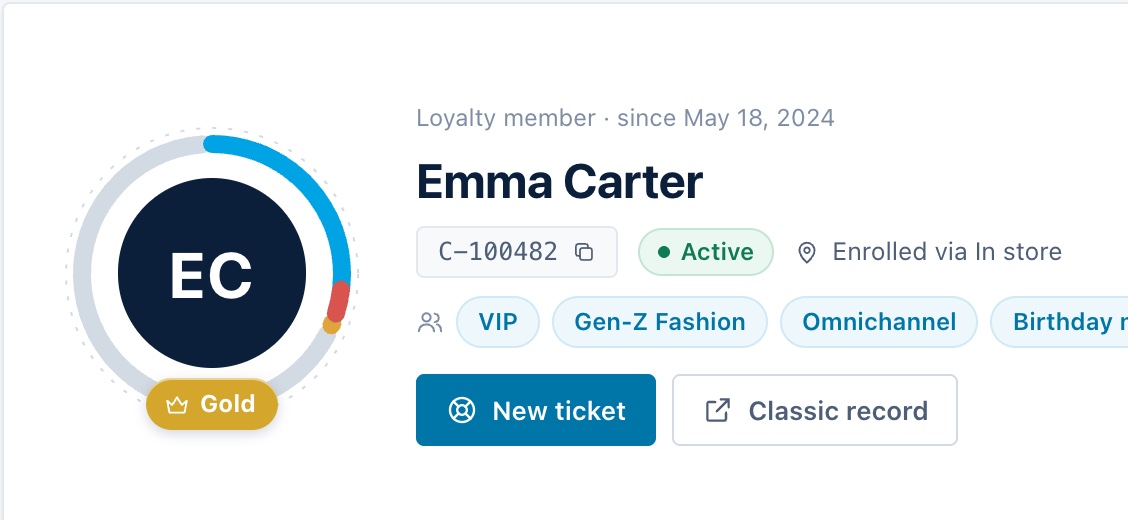 Loyalty member · since May 18, 2024
Emma Carter
C–100482
Active
Enrolled via In store
VIP
Gen-Z Fashion
Omnichannel
Birthday
EC
Gold
New ticket
Classic record